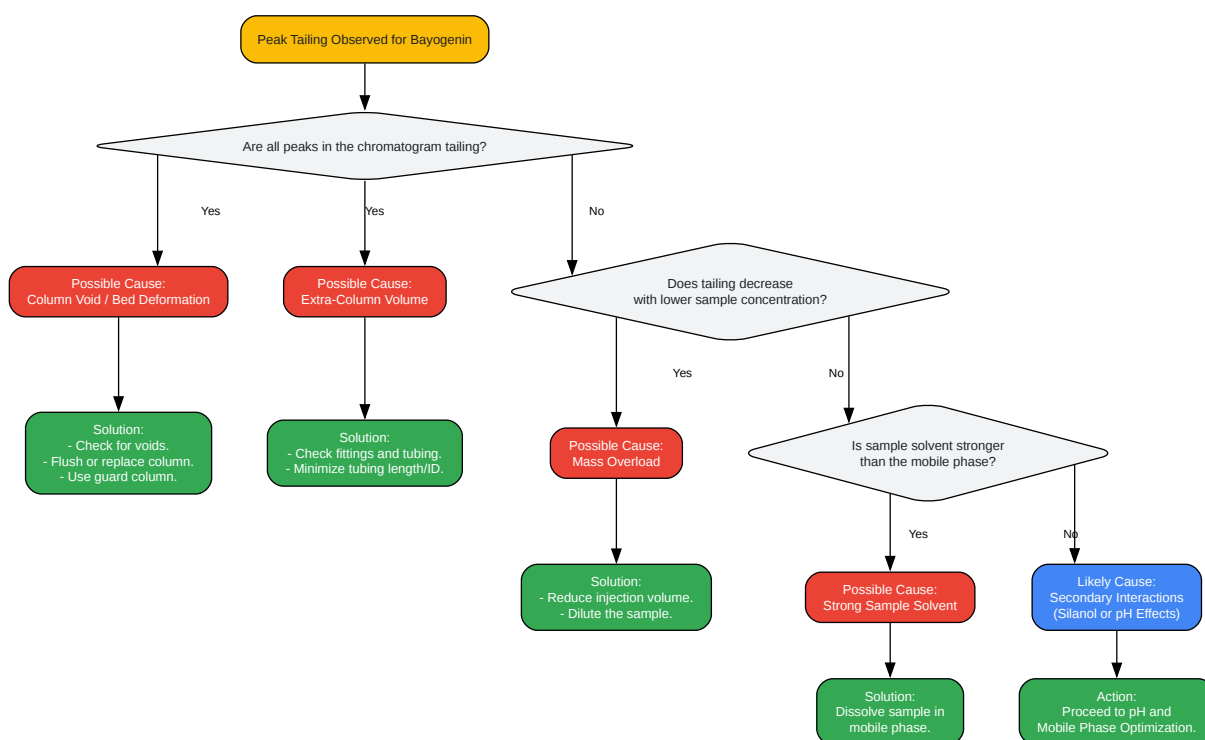 Peak Tailing Observed for Bayogenin
Are all peaks in the chromatogram tailing?
Yes
Yes
No
Possible Cause:
Column Void / Bed Deformation
Possible Cause:
Extra-Column Volume
Does tailing decrease
with lower sample concentration?
Yes
No
Solution:
- Check for voids.
- Flush or replace column.
- Use guard column.
Solution:
- Check fittings and tubing.
- Minimize tubing length/ID.
Possible Cause:
Mass Overload
Is sample solvent stronger
than the mobile phase?
Yes
No
Solution:
- Reduce injection volume.
- Dilute the sample.
Possible Cause:
Strong Sample Solvent
Likely Cause:
Secondary Interactions
(Silanol or pH Effects)
Solution:
Dissolve sample in
mobile phase.
Action:
Proceed to pH and
Mobile Phase Optimization.